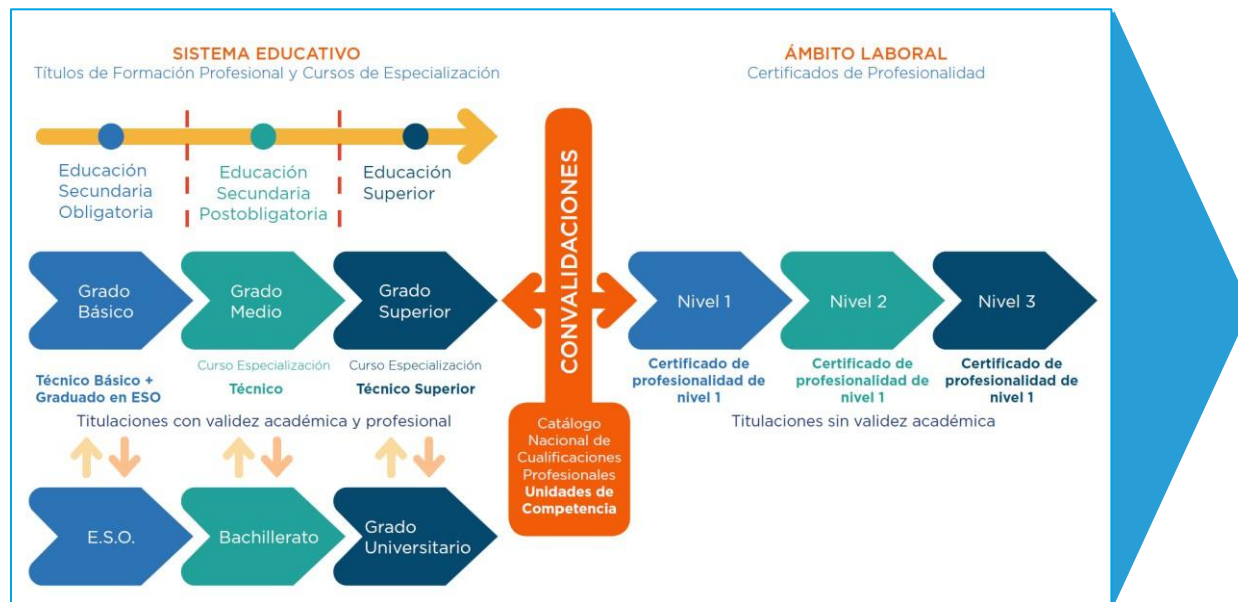 SISTEMA EDUCATIVO
Títulos de Formación Profesional y Cursos de Especialización
Educación
Secundaria
Obligatoria
Educación
Secundaria
Postobligatoria
Educación
Superior
Grado
Básico
Grado
Medio
Grado
Superior
Técnico Básico +
Graduado en ESO
Curso Especialización
Técnico
Curso Especialización
Técnico Superior
Titulaciones con validez académica y profesional
E.S.O.
Bachillerato
Grado
Universitario
CONVALIDACIONES
Catálogo
Nacional de
Cualificaciones
Profesionales
Unidades de
Competencia
ÁMBITO LABORAL
Certificados de Profesionalidad
Nivel 1
Nivel 2
Nivel 3
Certificado de
profesionalidad de
nivel 1
Certificado de
profesionalidad de
nivel 1
Certificado de
profesionalidad de
nivel 1
Titulaciones sin validez académica